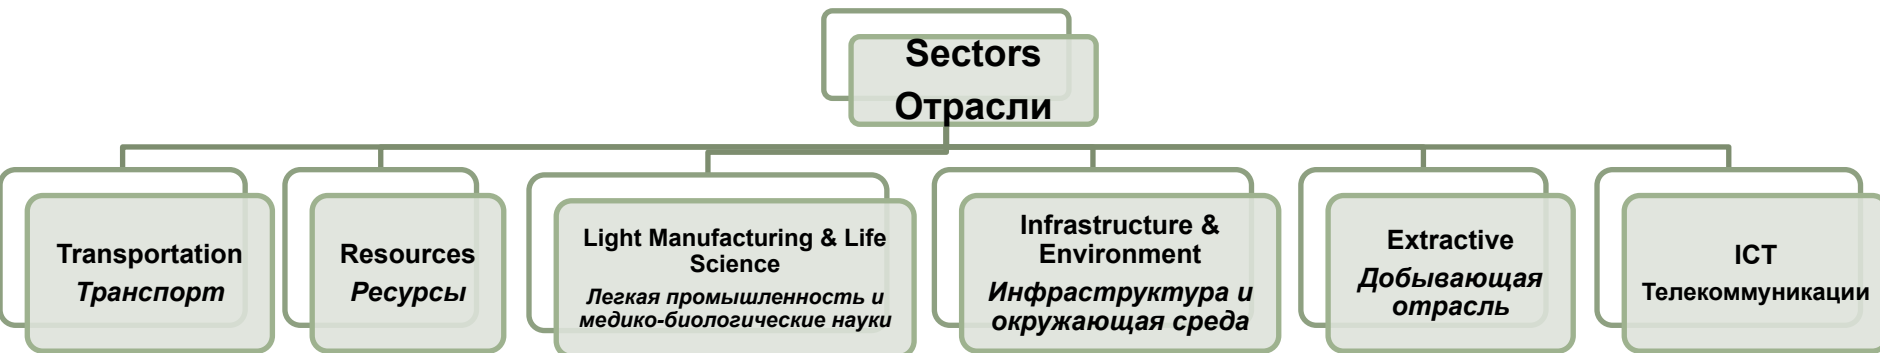 Sectors
Отрасли
Transportation
Транспорт
Resources
Ресурсы
Light Manufacturing & Life
Science
Легкая промышленность и
медико-биологические науки
Infrastructure &
Environment
Инфраструктура и
окружающая среда
Extractive
Добывающая
отрасль
ICT
Телекоммуникации